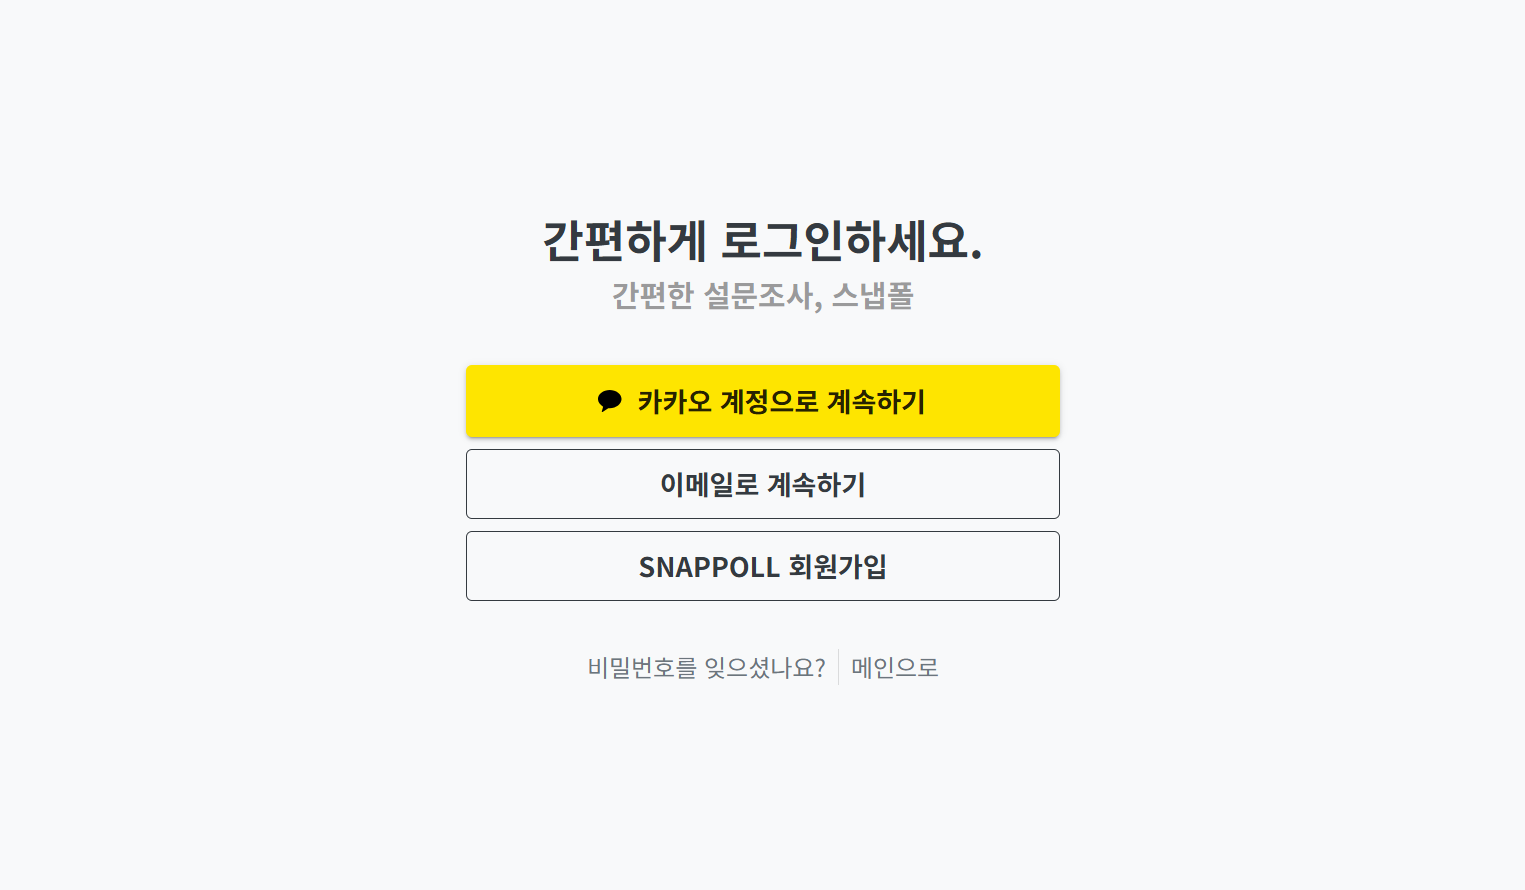 간편하게 로그인하세요.
간편한 설문조사, 스냅폴
카카오 계정으로 계속하기
이메일로 계속하기
SNAPPOLL 회원가입
비밀번호를 잊으셨나요? 메인으로